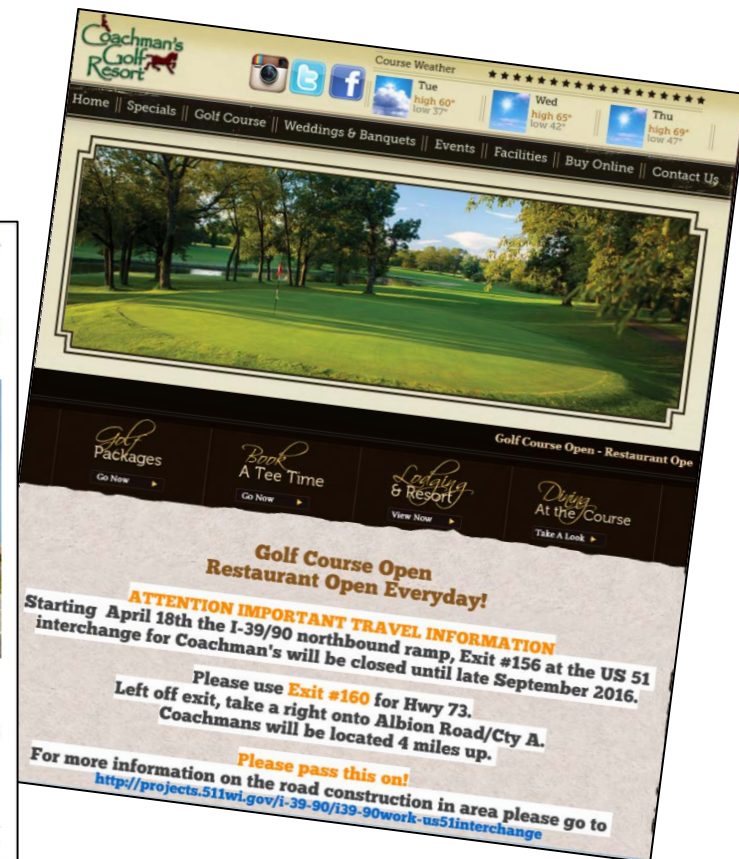 Coachman's
Golf
Resort
Course Weather
Tue
high 60°
low 37°
Wed
high 65°
low 42°
Thu
high 69°
low 47°
Home || Specials || Golf Course || Weddings & Banquets || Events || Facilities || Buy Online || Contact Us
Golf Course Open - Restaurant Ope
Golf
Packages
Go Now
Book
A Tee Time
Go Now
Lodging
& Resort
View Now
Dining
At the Course
Take A Look
Golf Course Open
Restaurant Open Everyday!
ATTENTION IMPORTANT TRAVEL INFORMATION
Starting April 18th the I-39/90 northbound ramp, Exit #156 at the US 51
interchange for Coachman's will be closed until late September 2016.
Please use Exit #160 for Hwy 73.
Left off exit, take a right onto Albion Road/Cty A.
Coachmans will be located 4 miles up.
Please pass this on!
For more information on the road construction in area please go to
http://projects.511wi.gov/i-39-90/i39-90work-us51interchange